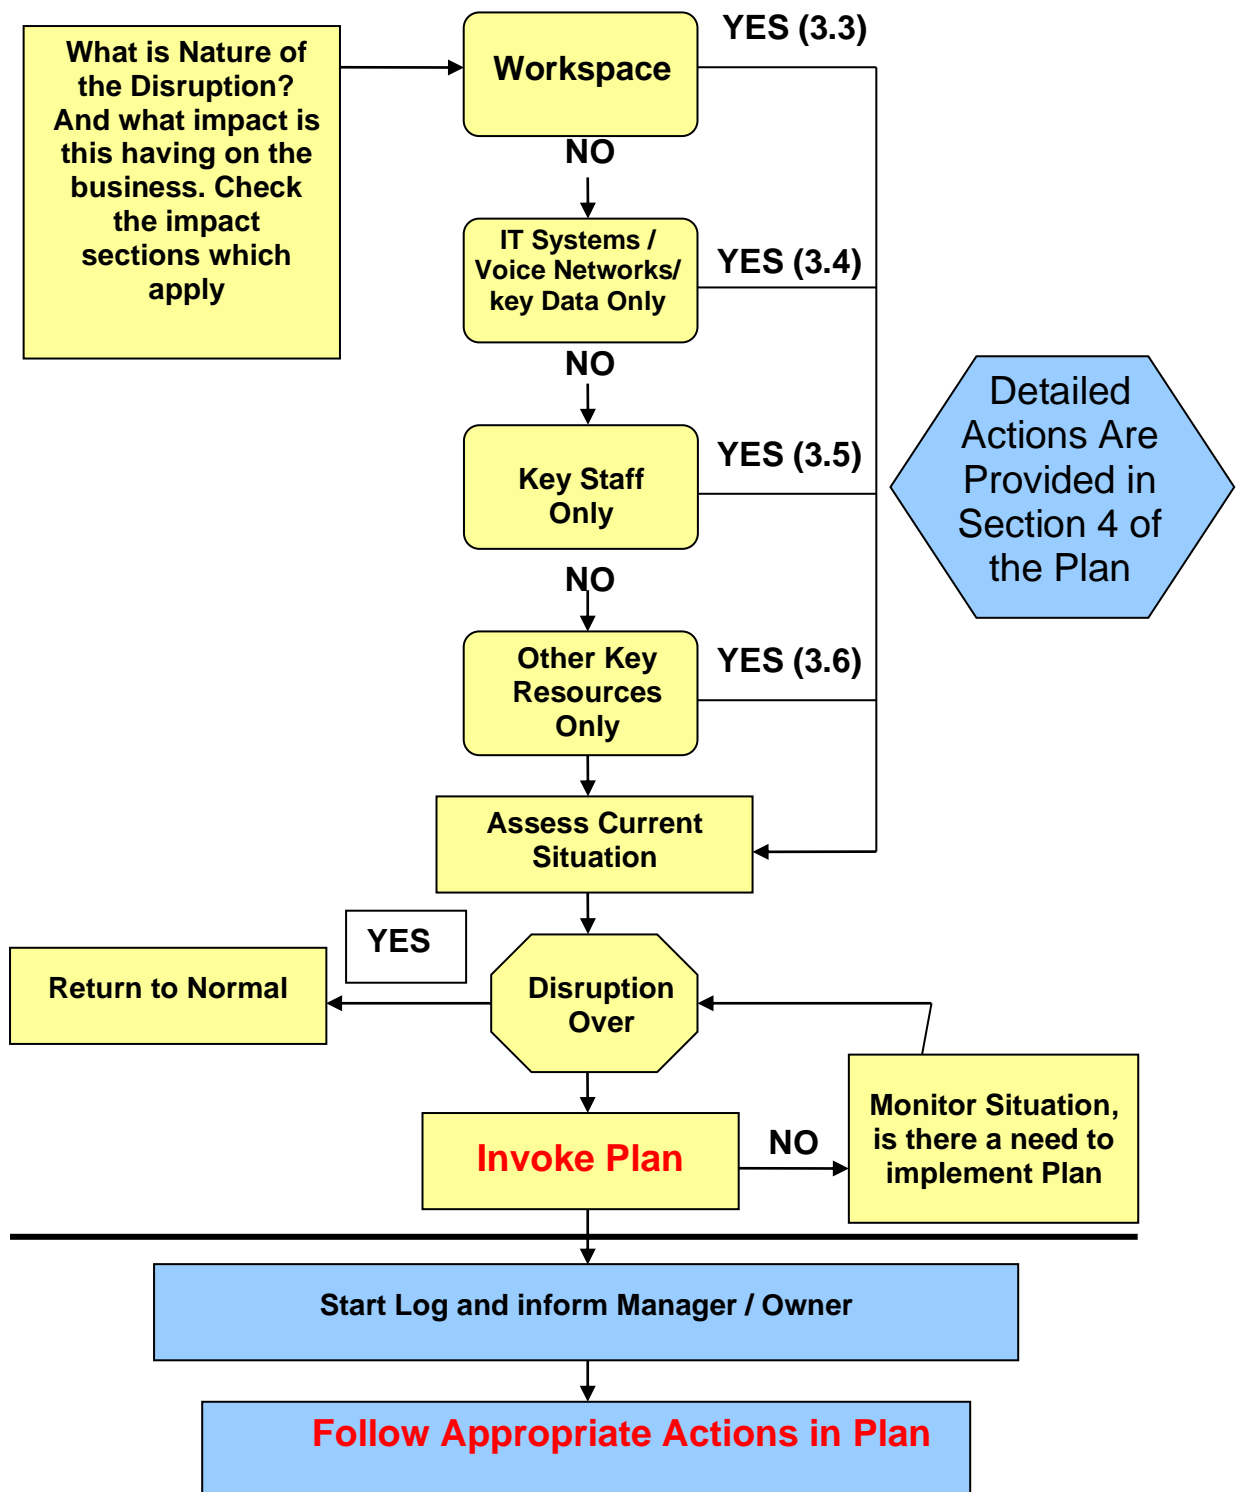 What is Nature of
the Disruption?
And what impact is
this having on the
business. Check
the impact
sections which
apply
Workspace
YES (3.3)
NO
IT Systems /
Voice Networks/
key Data Only
YES (3.4)
NO
Key Staff
Only
YES (3.5)
NO
Other Key
Resources
Only
YES (3.6)
Detailed
Actions Are
Provided in
Section 4 of
the Plan
Assess Current
Situation
YES
Return to Normal
Disruption
Over
Invoke Plan
NO
Monitor Situation,
is there a need to
implement Plan
Start Log and inform Manager / Owner
Follow Appropriate Actions in Plan